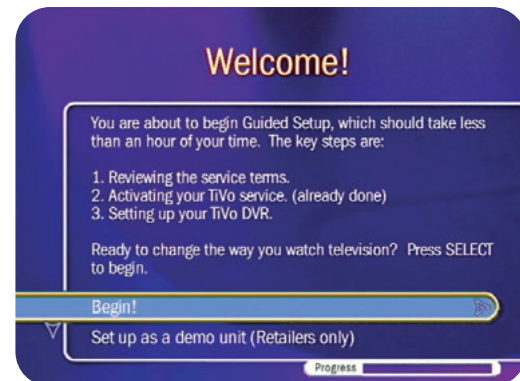 Welcome!
You are about to begin Guided Setup, which should take less
than an hour of your time. The key steps are:
1. Reviewing the service terms.
2. Activating your TiVo service. (already done)
3. Setting up your TiVo DVR.
Ready to change the way you watch television? Press SELECT
to begin.
Begin!
Set up as a demo unit (Retailers only)
Progress